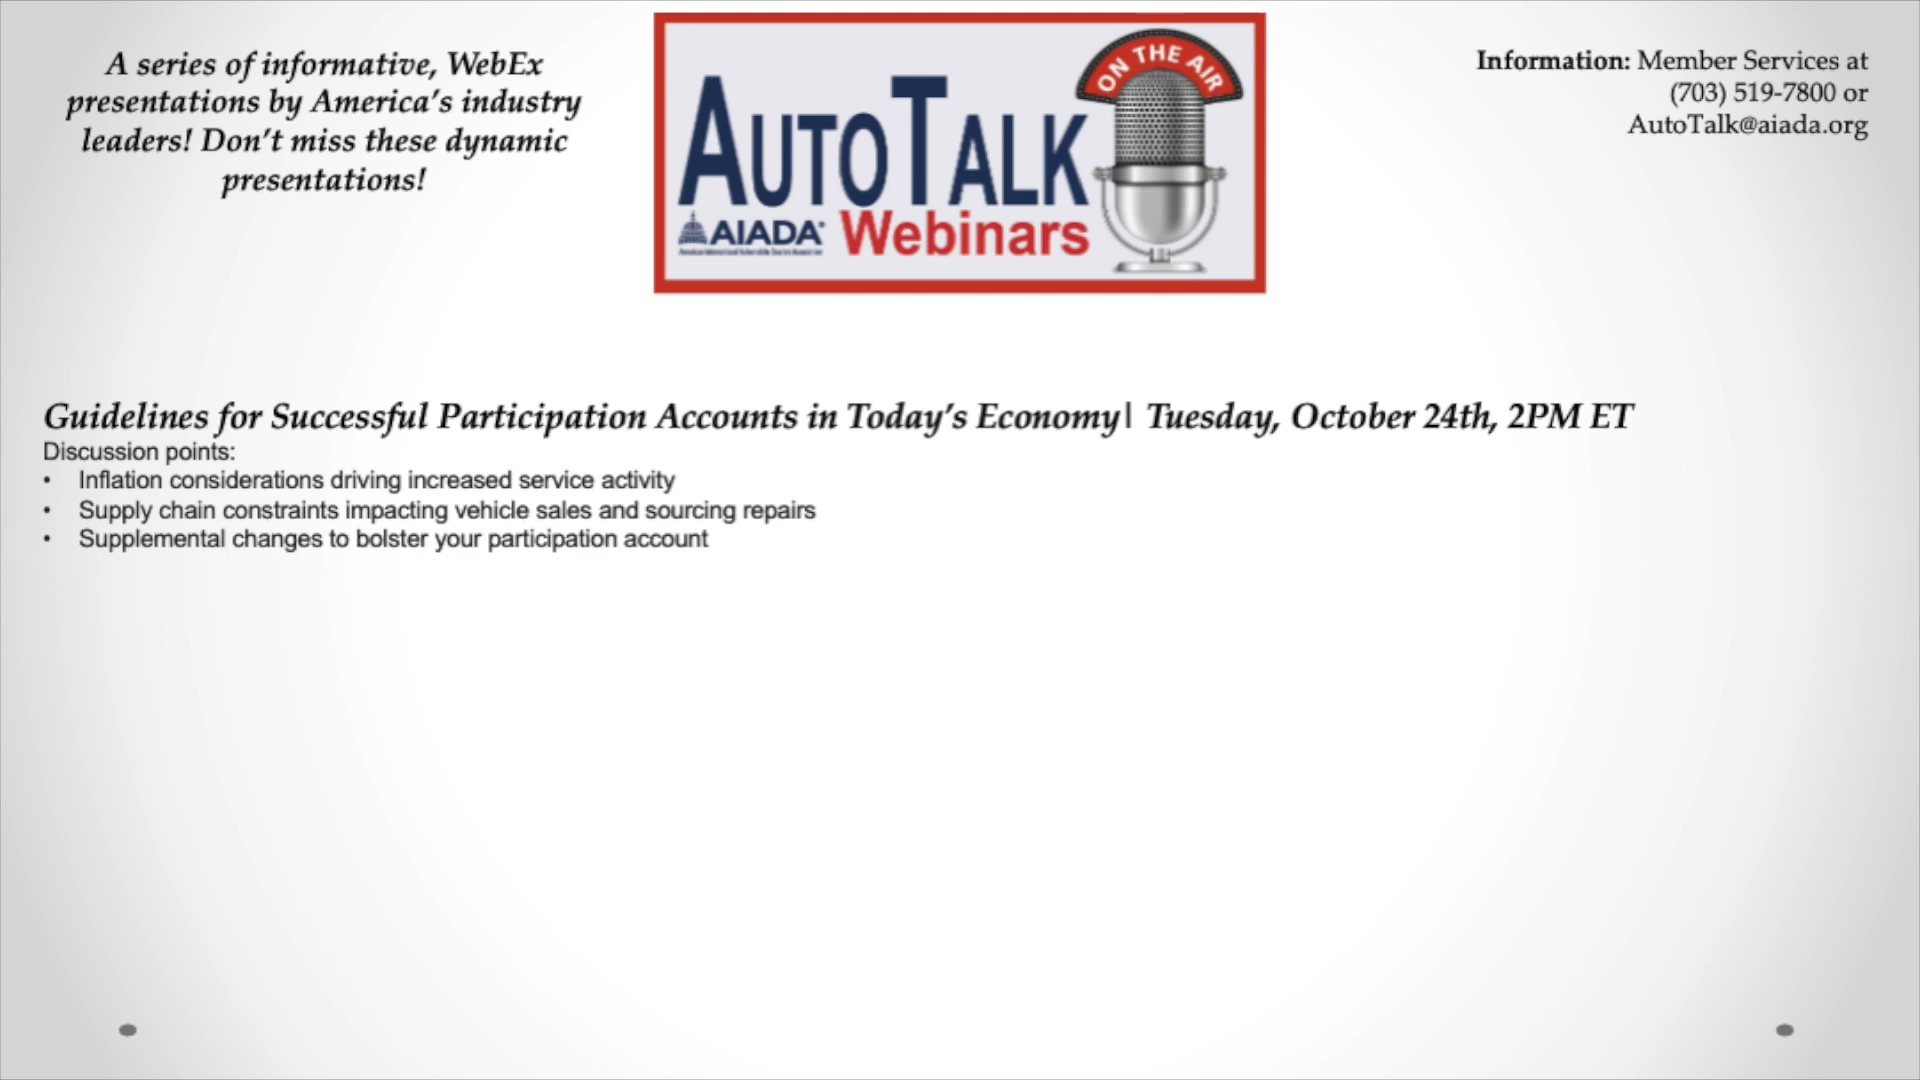 A series of informative, WebEx
presentations by America's industry
leaders! Don't miss these dynamic
presentations!
ON THE AIR
AUTOTALK
AIADA®
Webinars
Information: Member Services at
(703) 519-7800 or
AutoTalk@aiada.org
Guidelines for Successful Participation Accounts in Today's Economy| Tuesday, October 24th, 2PM ET
Discussion points:
• Inflation considerations driving increased service activity
• Supply chain constraints impacting vehicle sales and sourcing repairs
• Supplemental changes to bolster your participation account